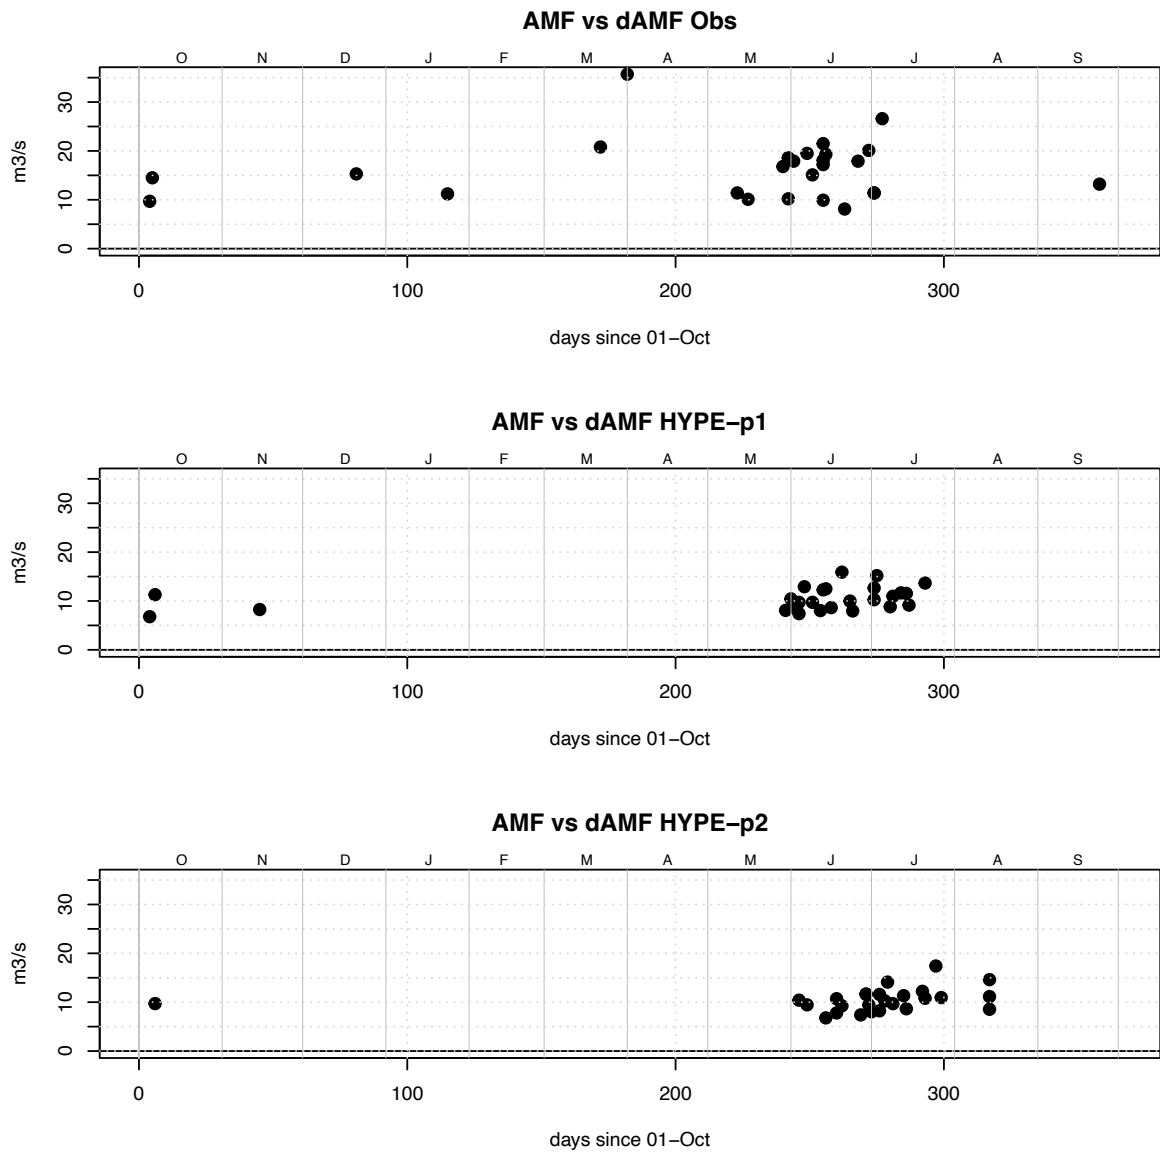 AMF vs dAMF Obs
O N D J F M A M J J A S
30
20
10
0
m3/s
0 100 200 300
days since 01−Oct
AMF vs dAMF HYPE−p1
O N D J F M A M J J A S
30
20
10
0
m3/s
0 100 200 300
days since 01−Oct
AMF vs dAMF HYPE−p2
O N D J F M A M J J A S
30
20
10
0
m3/s
0 100 200 300
days since 01−Oct